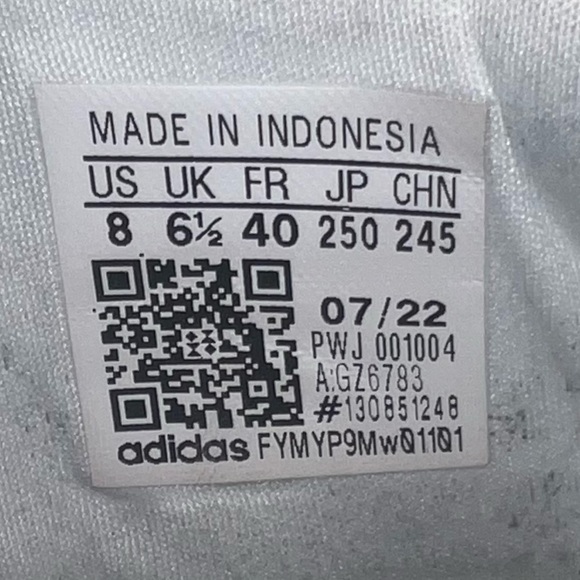 MADE IN INDONESIA
US UK FR JP CHN
8 6½ 40 250 245
07/22
PWJ 001004
A:GZ6783
#130851248
adidas FYMYP9MwQ11Q1